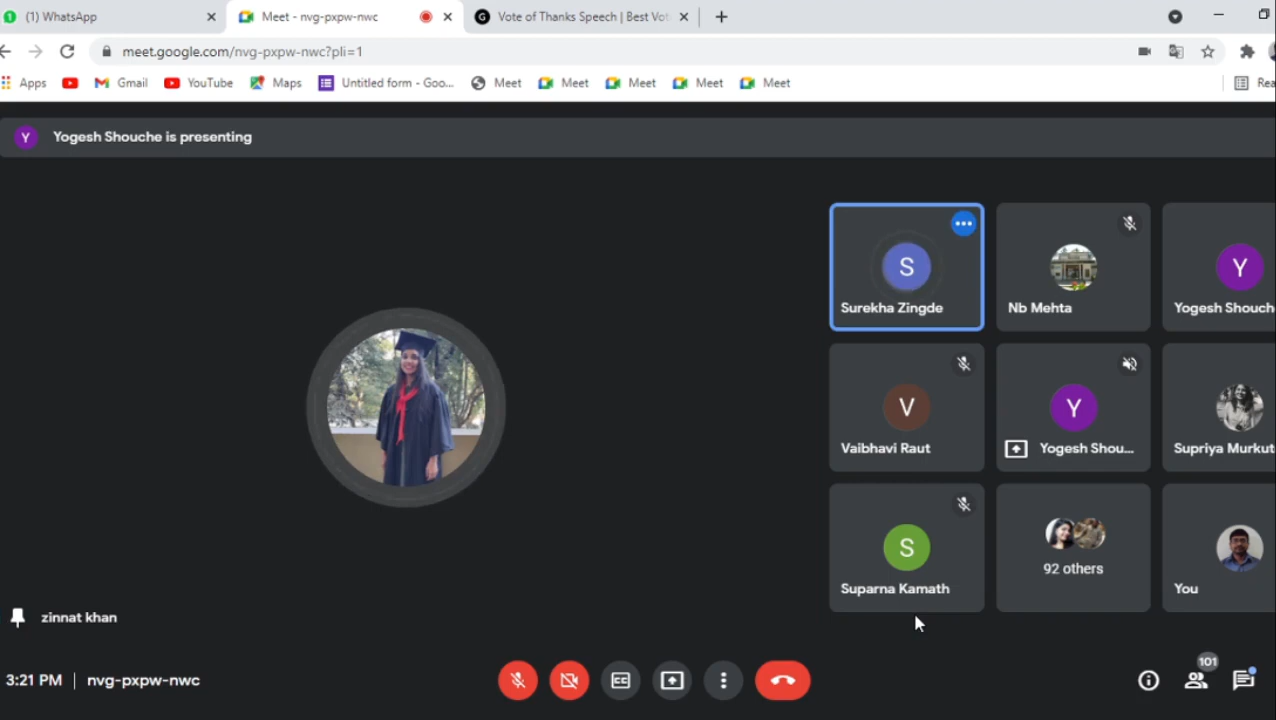 (1) WhatsApp
Meet - nvg-pxpw-nwc
G Vote of Thanks Speech | Best Vot
meet.google.com/nvg-pxpw-nwc?pli=1
Apps
Gmail
YouTube
Maps
Untitled form - Goo...
Meet
Meet
Meet
Meet
Meet
Rea
Y Yogesh Shouche is presenting
S
Surekha Zingde
Nb Mehta
Y
Yogesh Shouch
V
Vaibhavi Raut
Y
Yogesh Shou...
Supriya Murkut
S
Suparna Kamath
92 others
You
zinnat khan
3:21 PM | nvg-pxpw-nwc
CC
101